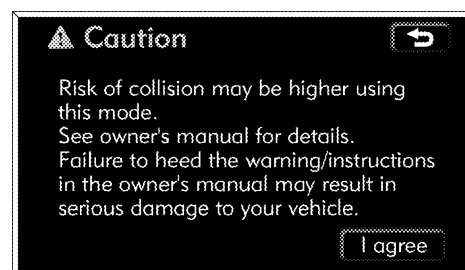 Caution
Risk of collision may be higher using
this mode.
See owner's manual for details.
Failure to heed the warning/instructions
in the owner's manual may result in
serious damage to your vehicle.
I agree